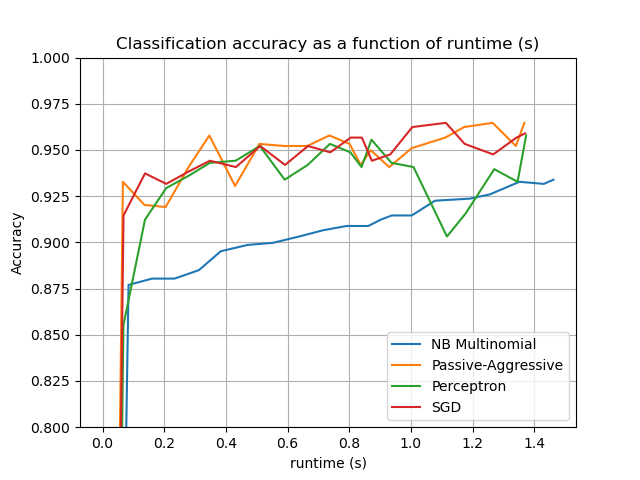 Classification accuracy as a function of runtime (s)
1.000
0.975
0.950
0.925
0.900
0.875
0.850
0.825
0.800
Accuracy
NB Multinomial
Passive-Aggressive
Perceptron
SGD
0.0 0.2 0.4 0.6 0.8 1.0 1.2 1.4
runtime (s)